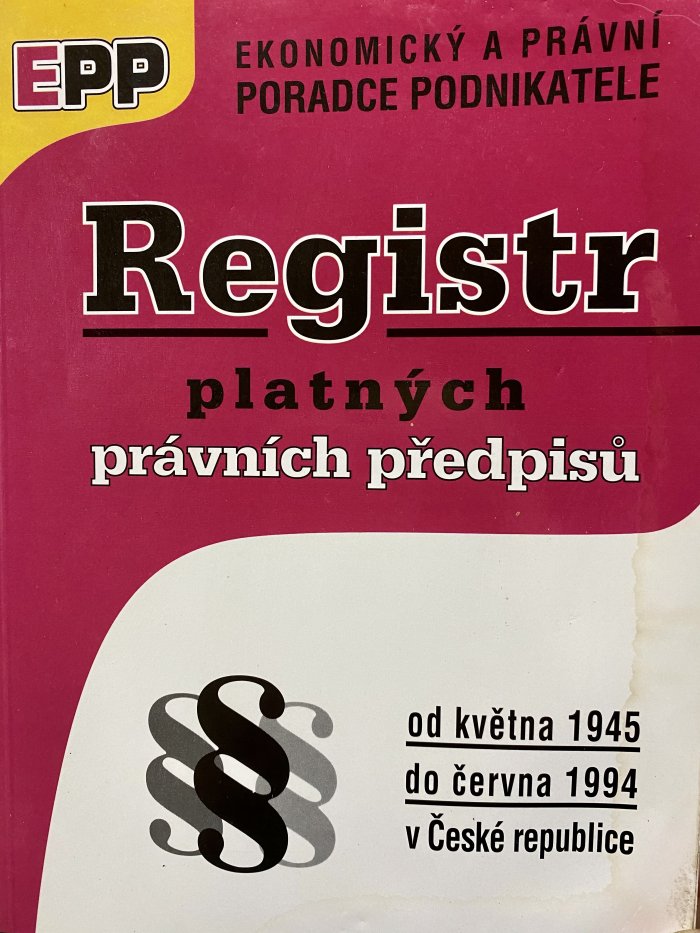 EPP
EKONOMICKÝ A PRÁVNÍ
PORADCE PODNIKATELE
Registr
platných
právních předpisů
§§§
od května 1945
do června 1994
v České republice